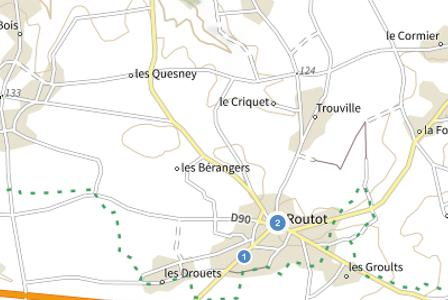 Bois
le Cormier
les Quesney
124
133
le Criquet
Trouville
la Fo
les Bérangers
D90
2
Routot
1
les Drouets
les Groults